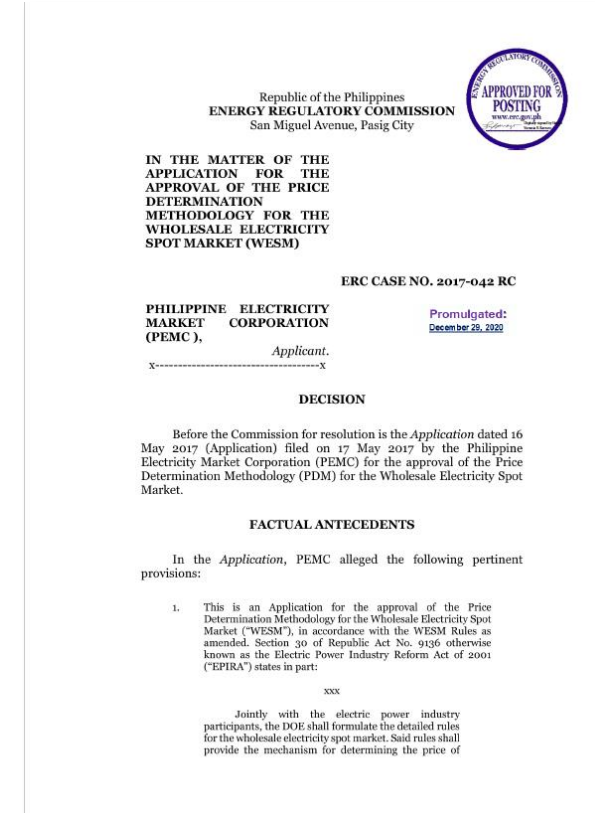 ENERGY REGULATORY COMMISSION
APPROVED FOR
POSTING
www.erc.gov.ph
Republic of the Philippines
ENERGY REGULATORY COMMISSION
San Miguel Avenue, Pasig City
IN THE MATTER OF THE
APPLICATION FOR THE
APPROVAL OF THE PRICE
DETERMINATION
METHODOLOGY FOR THE
WHOLESALE ELECTRICITY
SPOT MARKET (WESM)
ERC CASE NO. 2017-042 RC
PHILIPPINE ELECTRICITY
MARKET CORPORATION
(PEMC ),
Promulgated:
December 29, 2020
Applicant.
x------------------------------------x
DECISION
Before the Commission for resolution is the Application dated 16
May 2017 (Application) filed on 17 May 2017 by the Philippine
Electricity Market Corporation (PEMC) for the approval of the Price
Determination Methodology (PDM) for the Wholesale Electricity Spot
Market.
FACTUAL ANTECEDENTS
In the Application, PEMC alleged the following pertinent
provisions:
1. This is an Application for the approval of the Price
Determination Methodology for the Wholesale Electricity Spot
Market (“WESM”), in accordance with the WESM Rules as
amended. Section 30 of Republic Act No. 9136 otherwise
known as the Electric Power Industry Reform Act of 2001
(“EPIRA”) states in part:
xxx
Jointly with the electric power industry
participants, the DOE shall formulate the detailed rules
for the wholesale electricity spot market. Said rules shall
provide the mechanism for determining the price of